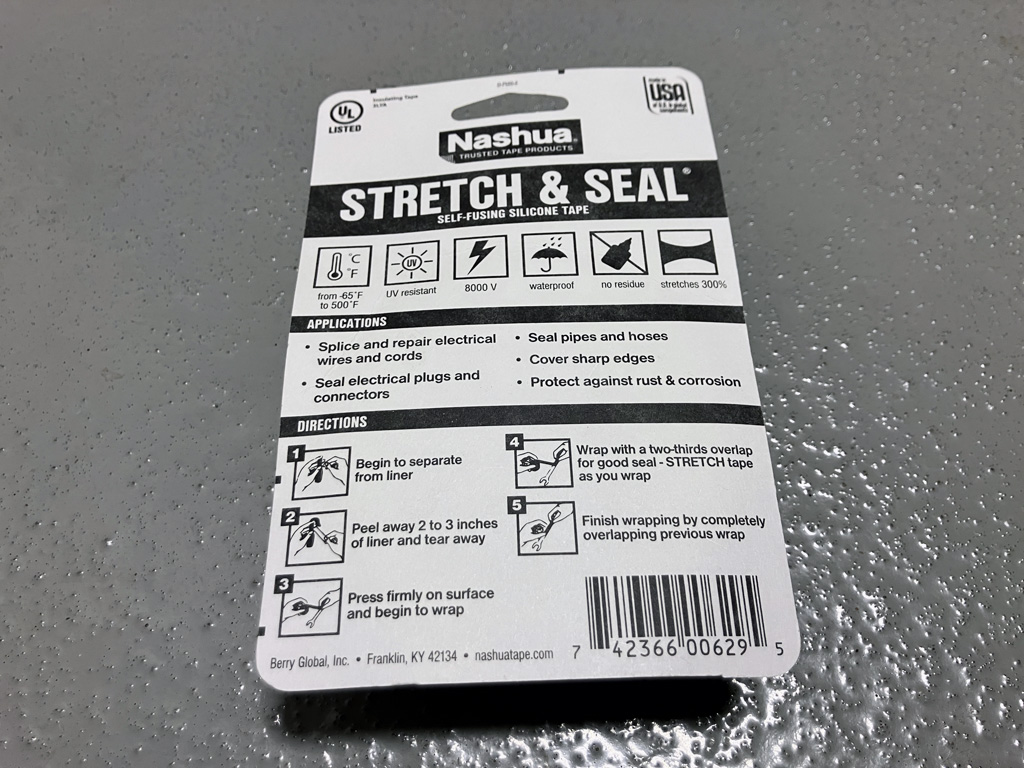 UL
LISTED
Insulating Tape
made in
USA
of U.S. & global
components
Nashua®
TRUSTED TAPE PRODUCTS
STRETCH & SEAL®
SELF-FUSING SILICONE TAPE
°C
°F
UV
from -65°F
to 500°F
UV resistant
8000 V
waterproof
no residue
stretches 300%
APPLICATIONS
• Splice and repair electrical
wires and cords
• Seal electrical plugs and
connectors
• Seal pipes and hoses
• Cover sharp edges
• Protect against rust & corrosion
DIRECTIONS
1
Begin to separate
from liner
2
Peel away 2 to 3 inches
of liner and tear away
3
Press firmly on surface
and begin to wrap
4
Wrap with a two-thirds overlap
for good seal - STRETCH tape
as you wrap
5
Finish wrapping by completely
overlapping previous wrap
Berry Global, Inc. • Franklin, KY 42134 • nashuatape.com
7 42366 00629 5